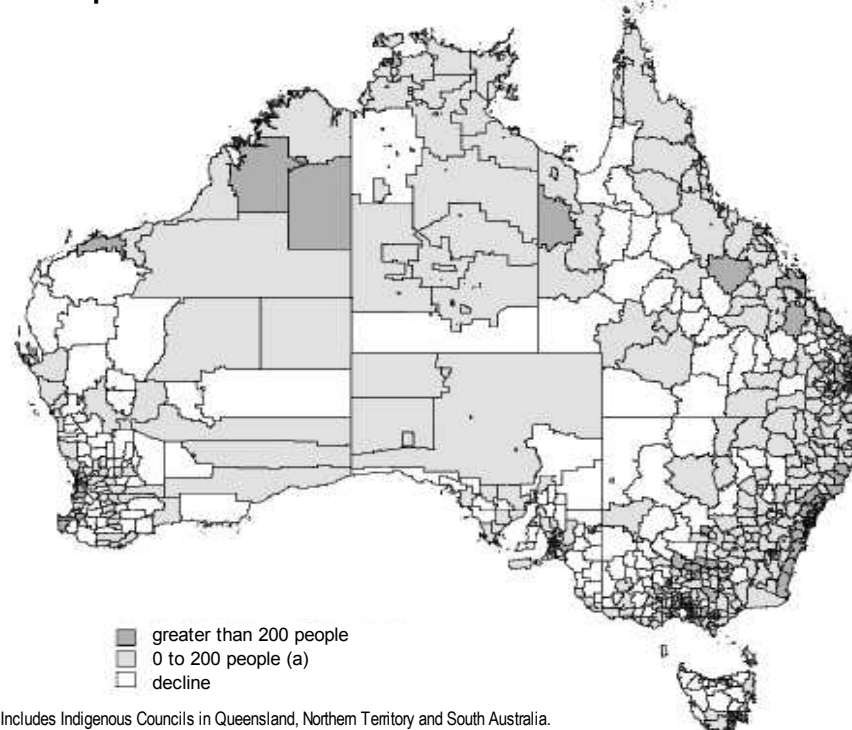 greater than 200 people
0 to 200 people (a)
decline
Includes Indigenous Councils in Queensland, Northern Territory and South Australia.